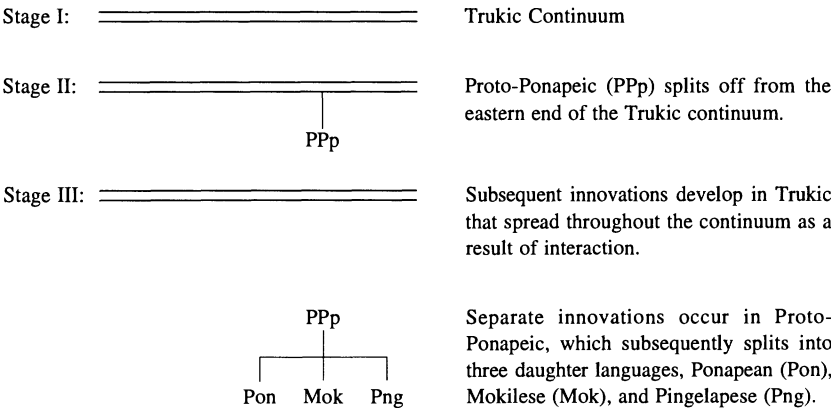 Stage I:
Trukic Continuum
Stage II:
Proto-Ponapeic (PPp) splits off from the
eastern end of the Trukic continuum.
PPp
Stage III:
Subsequent innovations develop in Trukic
that spread throughout the continuum as a
result of interaction.
PPp
Pon Mok Png
Separate innovations occur in Proto-
Ponapeic, which subsequently splits into
three daughter languages, Ponapean (Pon),
Mokilese (Mok), and Pingelapese (Png).